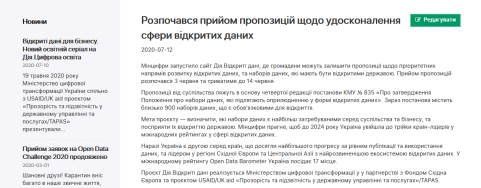 Новини
Відкриті дані для бізнесу.
Новий освітній серіал на
Дія.Цифрова освіта
2020-07-10
19 травня 2020 року
Міністерство цифрової
трансформації України спільно
з USAID/UK aid проєктом
«Прозорість та підзвітність у
державному управлінні та
послугах/TAPAS»
презентували...
Прийом заявок на Open Data
Challenge 2020 продовжено
2020-03-01
Шановні друзі! Карантин вніс
багато в наше звичне життя,
Розпочався прийом пропозицій щодо удосконалення
сфери відкритих даних
Редагувати
2020-07-12
Мінцифри запустило сайт Дія.Відкриті дані, де громадяни можуть залишити пропозиції щодо пріоритетних
напрямів розвитку відкритих даних, та наборів даних, які мають бути відкритими державою. Прийом пропозицій
розпочався 3 червня та триватиме до 14 червня.
Пропозиції від суспільства ляжуть в основу четвертої редакції постанови КМУ № 835 «Про затвердження
Положення про набори даних, які підлягають оприлюдненню у формі відкритих даних». Зараз постанова містить
близько 900 наборів даних, що є обов'язковими для відкриття.
Мета проєкту — визначити, які набори даних є найбільш затребуваними серед суспільства та бізнесу, та
посприяти їх відкриттю державою. Мінцифри прагне, щоб до 2024 року Україна увійшла до трійки країн-лідерів у
міжнародних рейтингах у сфері відкритих даних.
Наразі Україна є другою серед країн, що досягли найбільшого прогресу за рівнем публікації та використання
даних, та лідером у регіоні Східної Європи та Центральної Азії з найрозвиненішою екосистемою відкритих даних. У
міжнародному рейтингу Open Data Barometer Україна посідає 17 місце.
Проєкт Дія.Відкриті дані реалізується Міністерством цифрової трансформації у у партнерстві з Фондом Східна
Європа та проєктом USAID/UK aid «Прозорість та підзвітність у державному управлінні та послугах»/TAPAS.